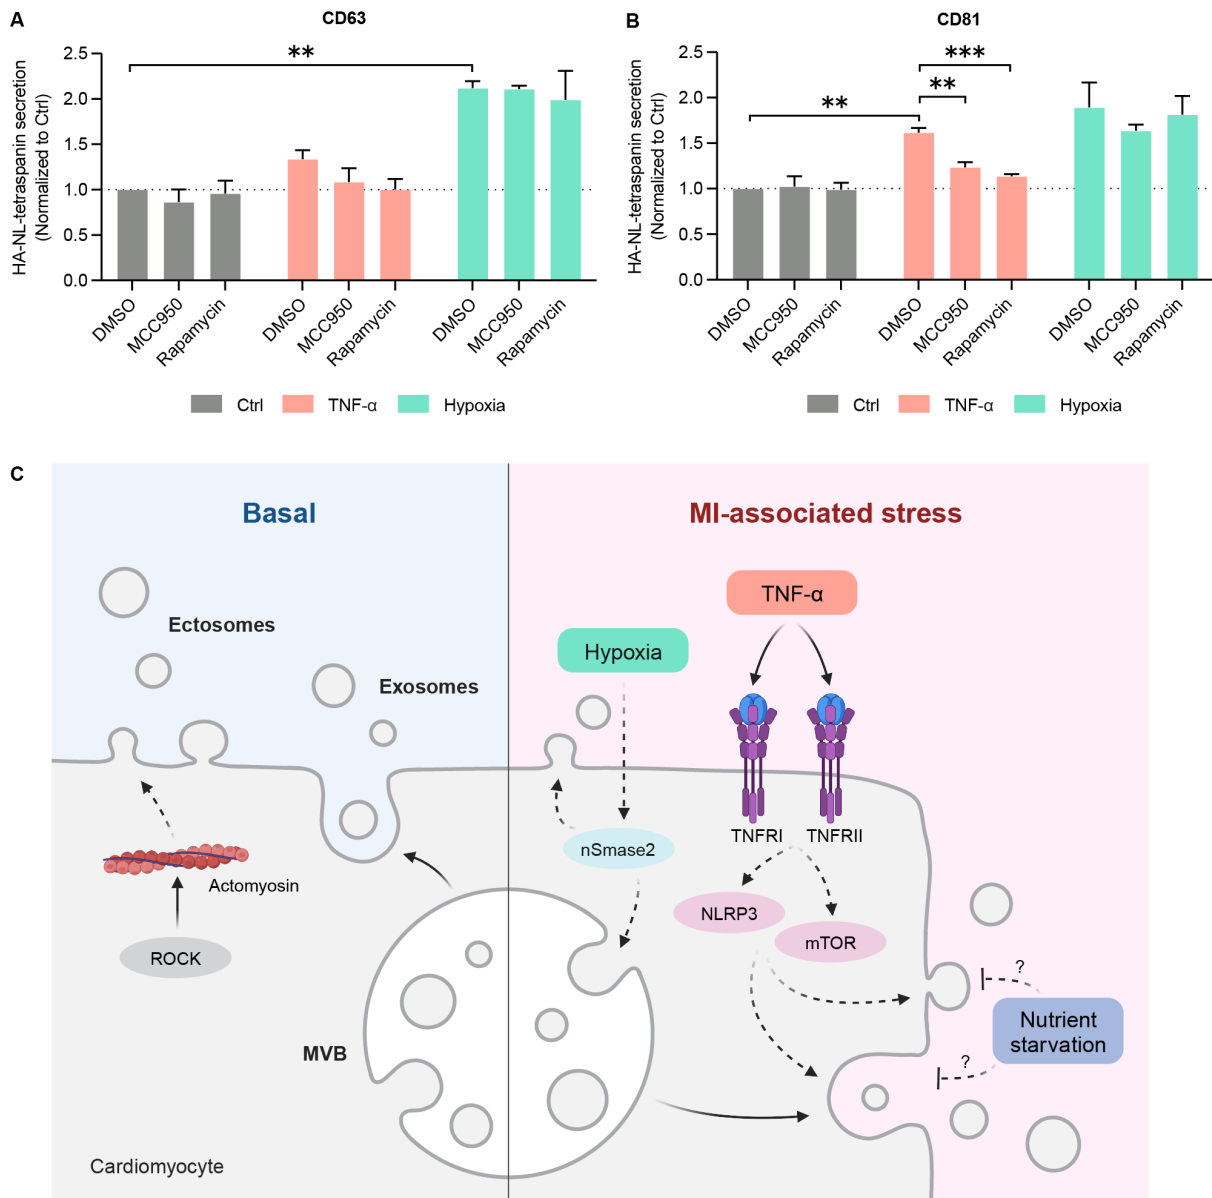 A
CD63
HA-NL-tetraspanin secretion
(Normalized to Ctrl)
2.5
2.0
1.5
1.0
0.5
0.0
**
DMSO
MCC950
Rapamycin
DMSO
MCC950
Rapamycin
DMSO
MCC950
Rapamycin
Ctrl
TNF-α
Hypoxia
B
CD81
HA-NL-tetraspanin secretion
(Normalized to Ctrl)
2.5
2.0
1.5
1.0
0.5
0.0
**
**
***
DMSO
MCC950
Rapamycin
DMSO
MCC950
Rapamycin
DMSO
MCC950
Rapamycin
Ctrl
TNF-α
Hypoxia
C
Basal
MI-associated stress
Ectosomes
Exosomes
Hypoxia
TNF-α
TNFRI
TNFRII
nSmase2
Actomyosin
ROCK
NLRP3
mTOR
MVB
?
Nutrient
starvation
?
Cardiomyocyte